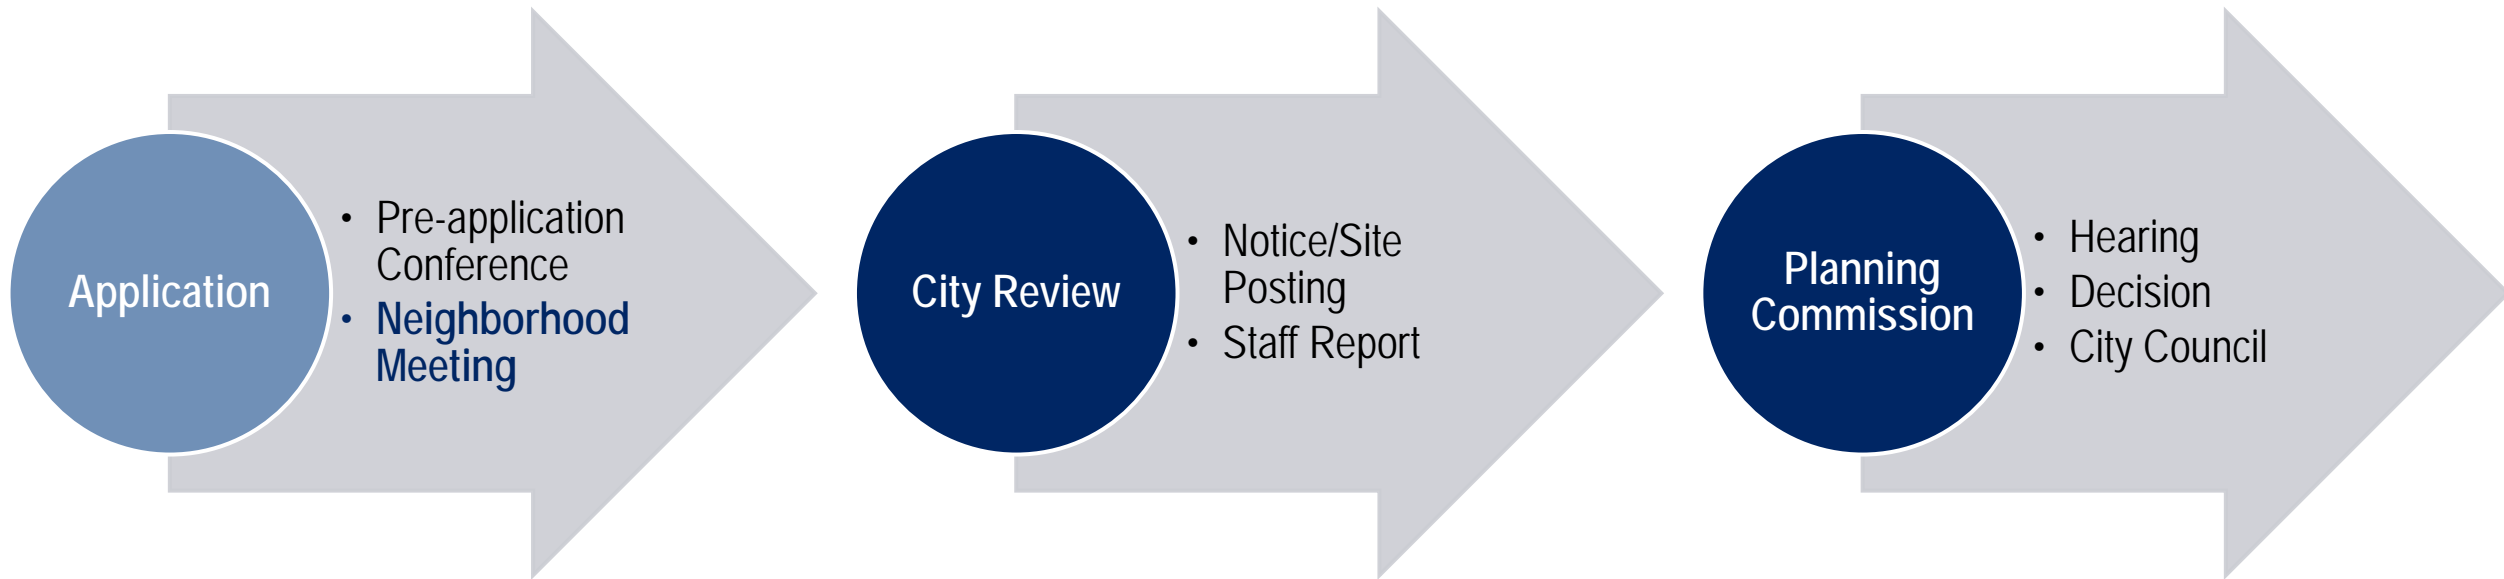 Application
• Pre-application
Conference
• Neighborhood
Meeting
City Review
• Notice/Site
Posting
• Staff Report
Planning
Commission
• Hearing
• Decision
• City Council